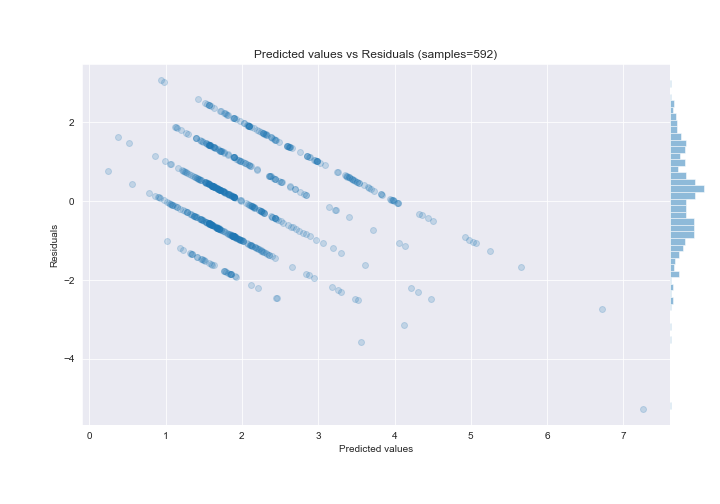 Predicted values vs Residuals (samples=592)
2
0
−2
−4
Residuals
0 1 2 3 4 5 6 7
Predicted values